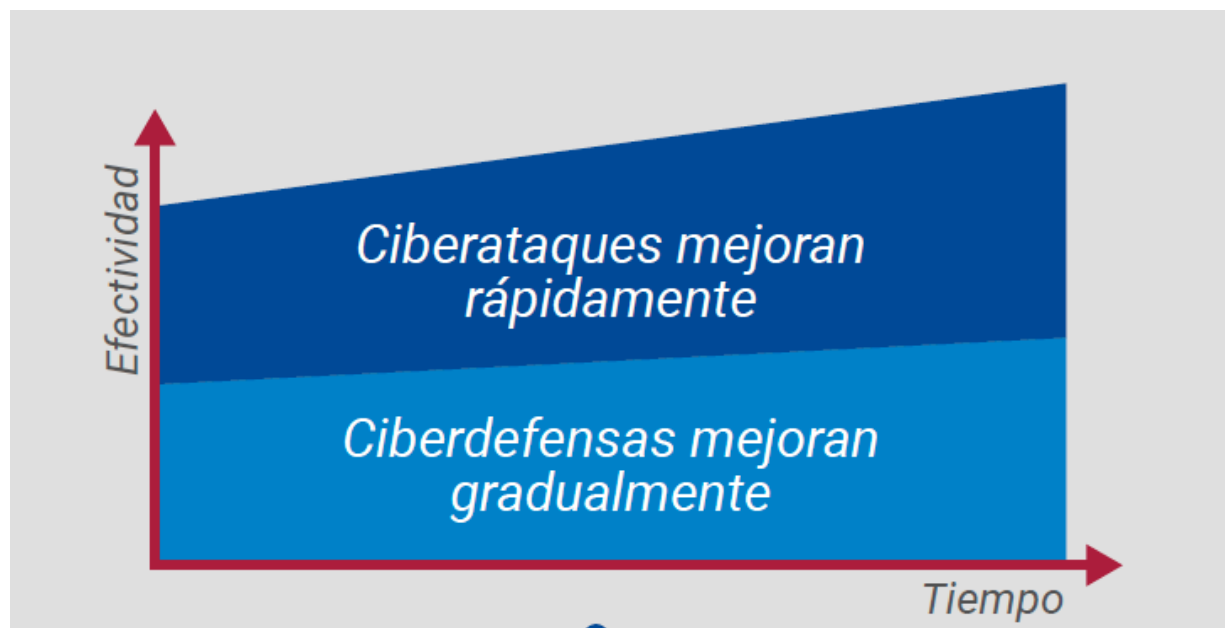 Efectividad
Ciberataques mejoran
rápidamente
Ciberdefensas mejoran
gradualmente
Tiempo